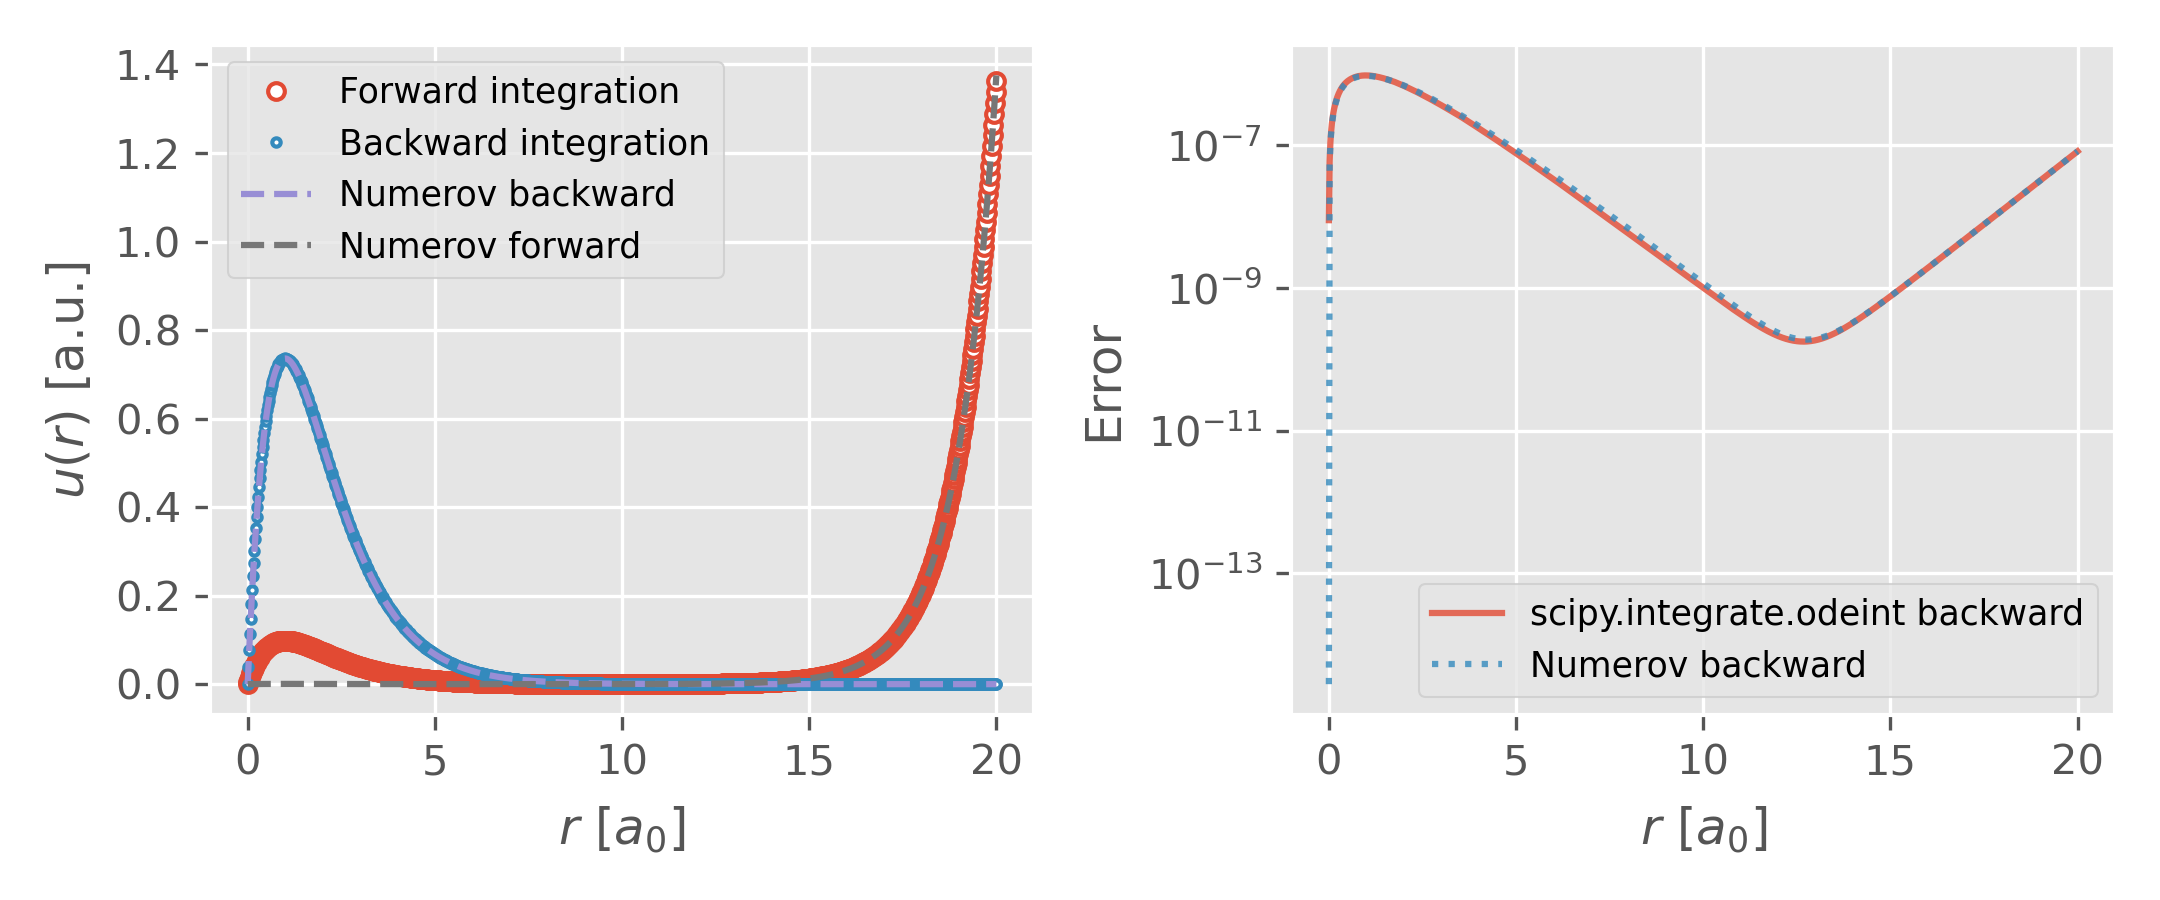 1.4
1.2
1.0
0.8
0.6
0.4
0.2
0.0
u(r) [a.u.]
Forward integration
Backward integration
Numerov backward
Numerov forward
0 5 10 15 20
r [a₀]
10⁻⁷
10⁻⁹
10⁻¹¹
10⁻¹³
Error
scipy.integrate.odeint backward
Numerov backward
0 5 10 15 20
r [a₀]